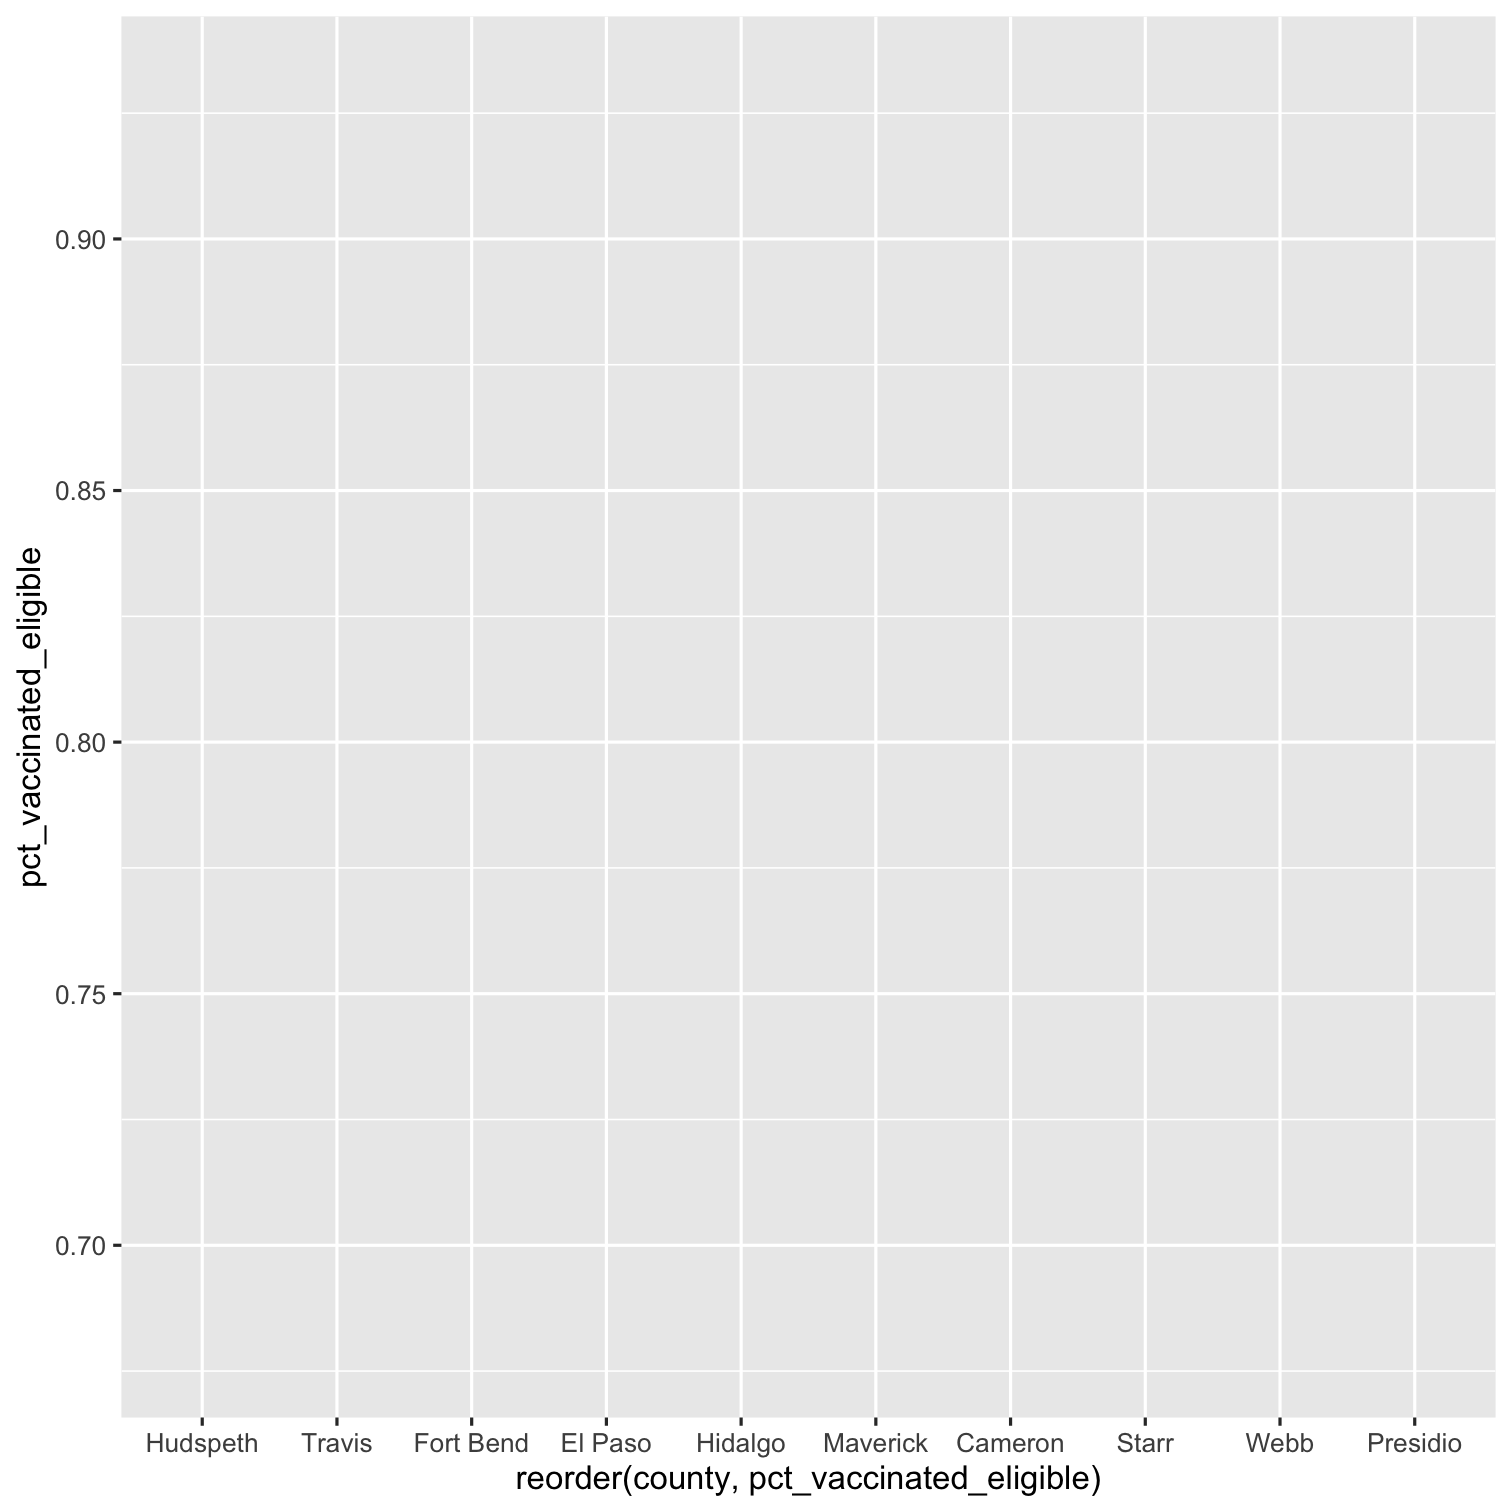 pct_vaccinated_eligible
0.90
0.85
0.80
0.75
0.70
Hudspeth Travis Fort Bend El Paso Hidalgo Maverick Cameron Starr Webb Presidio
reorder(county, pct_vaccinated_eligible)